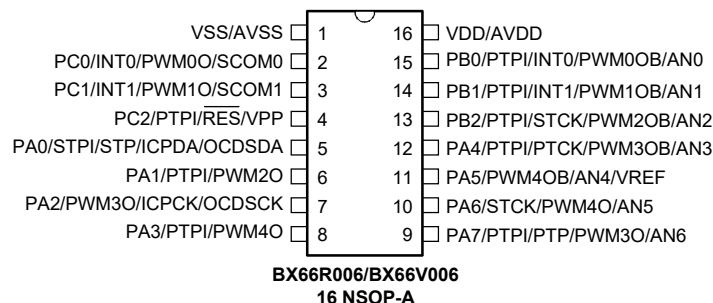 VSS/AVSS 1 16 VDD/AVDD
PC0/INT0/PWM0O/SCOM0 2 15 PB0/PTPI/INT0/PWM0OB/AN0
PC1/INT1/PWM1O/SCOM1 3 14 PB1/PTPI/INT1/PWM1OB/AN1
PC2/PTPI/RES/VPP 4 13 PB2/PTPI/STCK/PWM2OB/AN2
PA0/STPI/STP/ICPDA/OCDSDA 5 12 PA4/PTPI/PTCK/PWM3OB/AN3
PA1/PTPI/PWM2O 6 11 PA5/PWM4OB/AN4/VREF
PA2/PWM3O/ICPCK/OCDSCK 7 10 PA6/STCK/PWM4O/AN5
PA3/PTPI/PWM4O 8 9 PA7/PTPI/PTP/PWM3O/AN6
BX66R006/BX66V006
16 NSOP-A